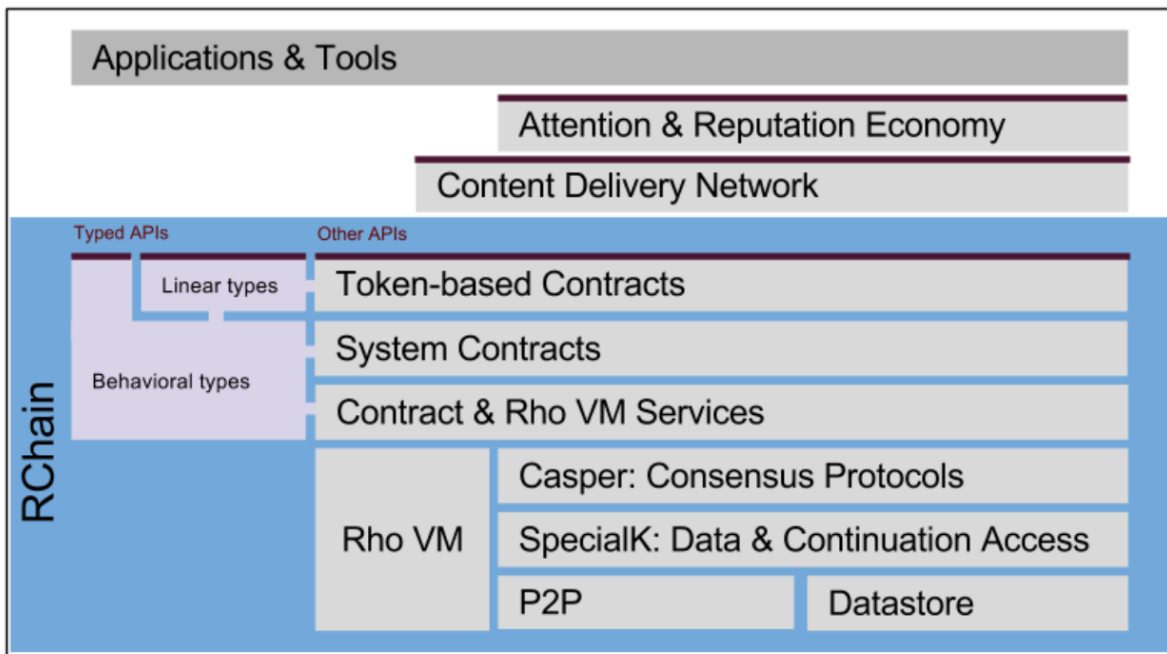 Applications & Tools
Attention & Reputation Economy
Content Delivery Network
Typed APIs
Other APIs
Linear types
Token-based Contracts
System Contracts
Behavioral types
Contract & Rho VM Services
RChain
Rho VM
Casper: Consensus Protocols
SpecialK: Data & Continuation Access
P2P
Datastore